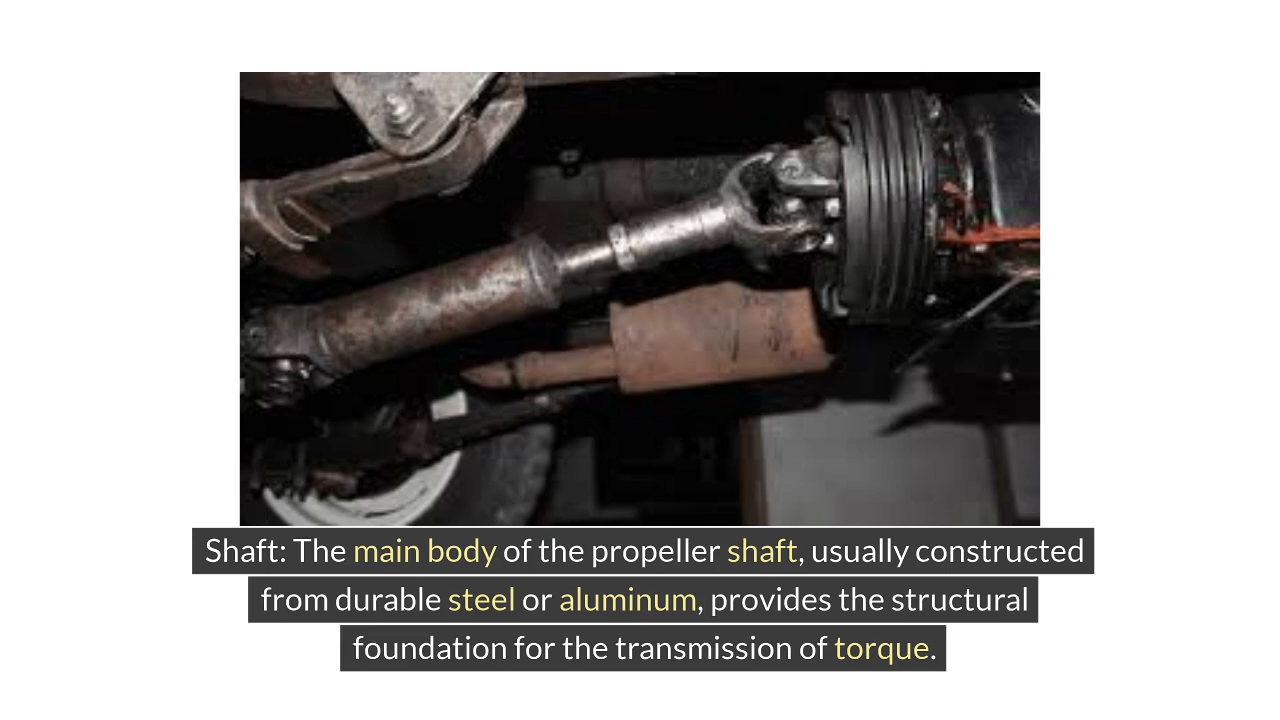 Shaft: The main body of the propeller shaft, usually constructed
from durable steel or aluminum, provides the structural
foundation for the transmission of torque.